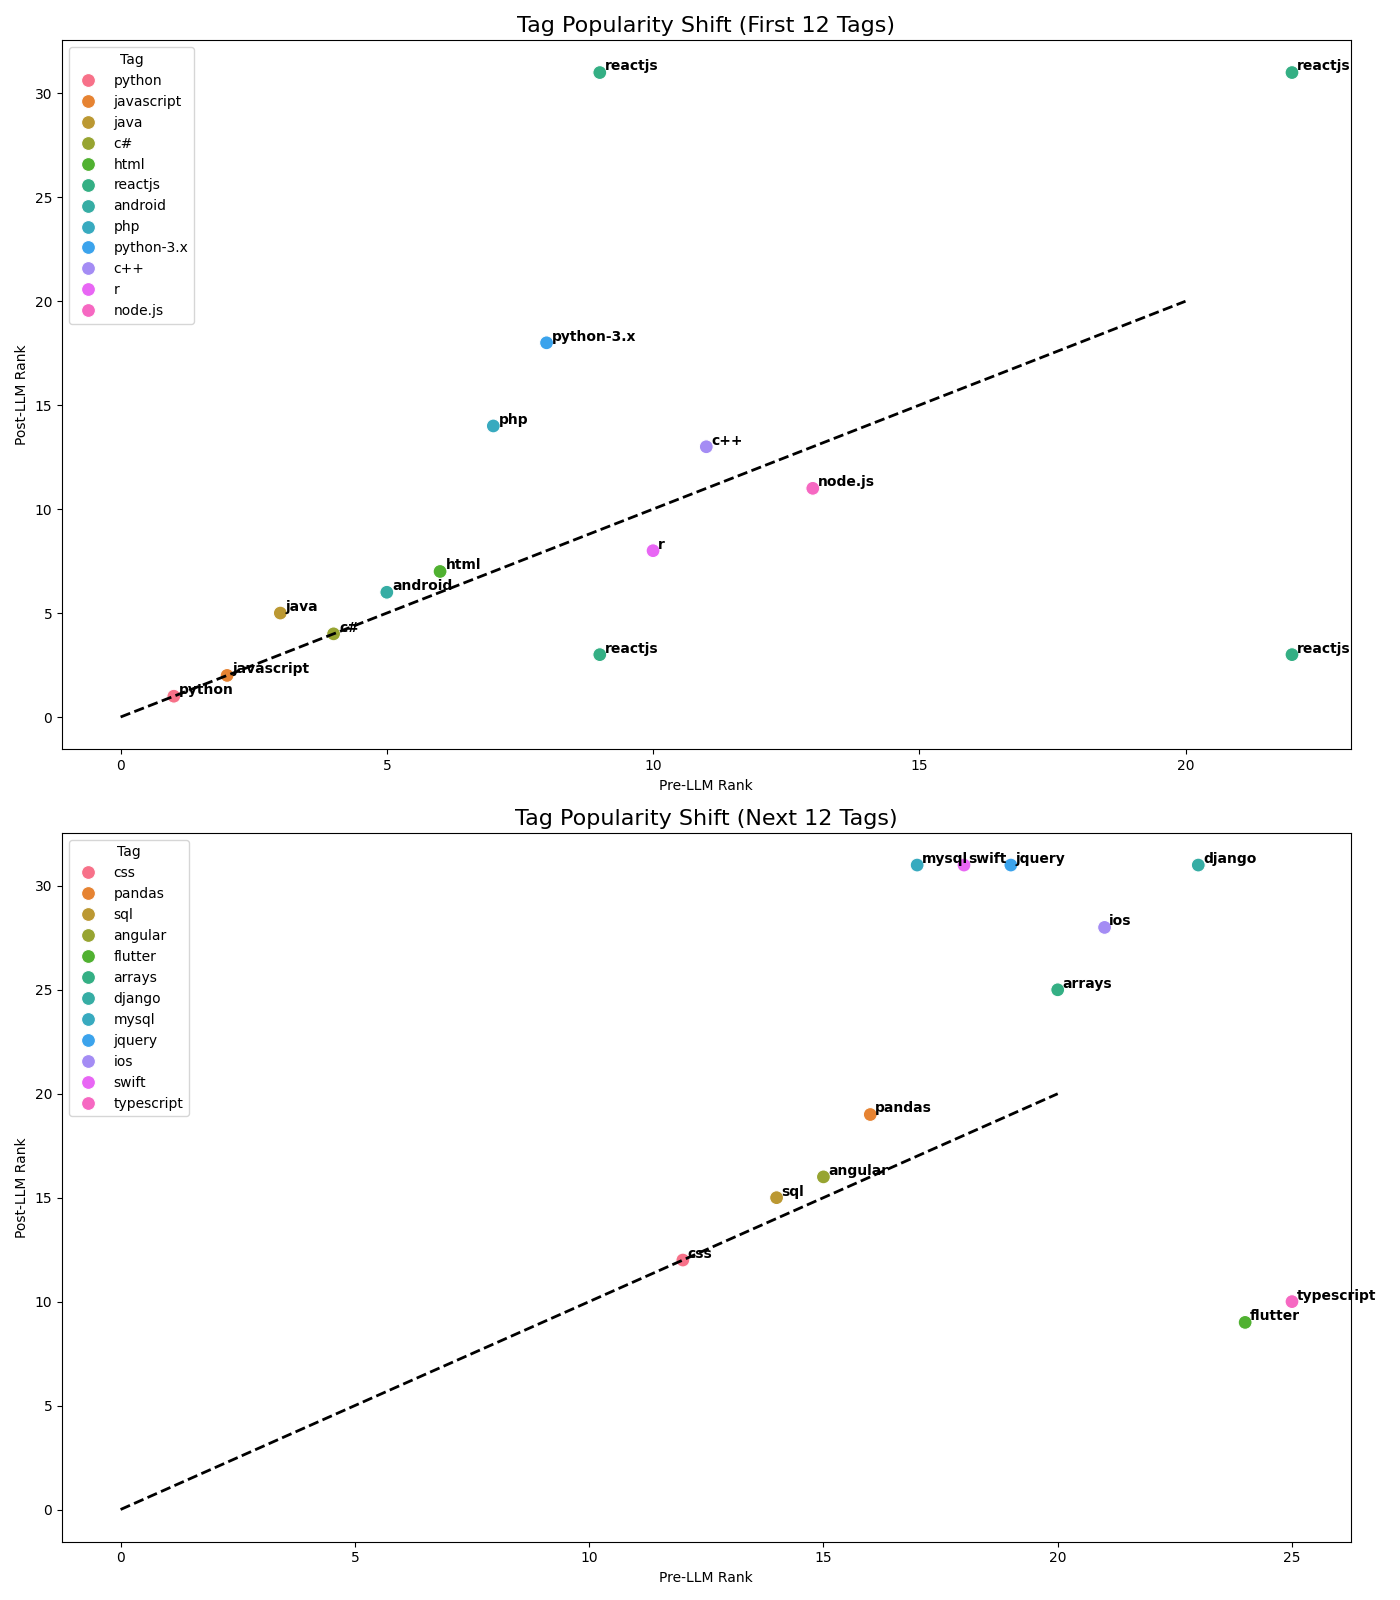 Tag Popularity Shift (First 12 Tags)
Tag
python
javascript
java
c#
html
reactjs
android
php
python-3.x
c++
r
node.js
reactjs
reactjs
python-3.x
php
c++
node.js
r
html
android
java
c#
reactjs
reactjs
javascript
python
Post-LLM Rank
30
25
20
15
10
5
0
0 5 10 15 20
Pre-LLM Rank
Tag Popularity Shift (Next 12 Tags)
Tag
css
pandas
sql
angular
flutter
arrays
django
mysql
jquery
ios
swift
typescript
mysql swift jquery django
ios
arrays
pandas
angular
sql
css
typescript
flutter
Post-LLM Rank
30
25
20
15
10
5
0
0 5 10 15 20 25
Pre-LLM Rank